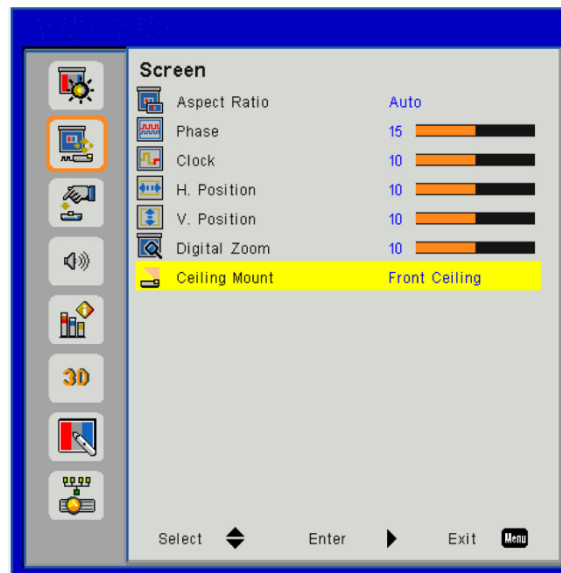 Screen
Aspect Ratio Auto
Phase 15
Clock 10
H. Position 10
V. Position 10
Digital Zoom 10
Ceiling Mount Front Ceiling
3D
Select Enter Exit Menu